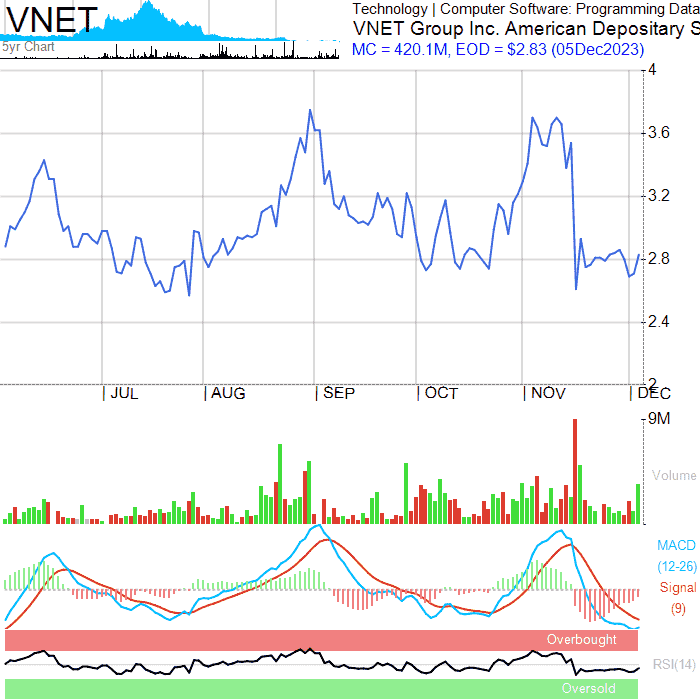 VNET
5yr Chart
Technology | Computer Software: Programming Data
VNET Group Inc. American Depositary S
MC = 420.1M, EOD = $2.83 (05Dec2023)
4
3.6
3.2
2.8
2.4
2
JUL AUG SEP OCT NOV DEC
9M
Volume
MACD
(12-26)
Signal
(9)
Overbought
RSI(14)
Oversold